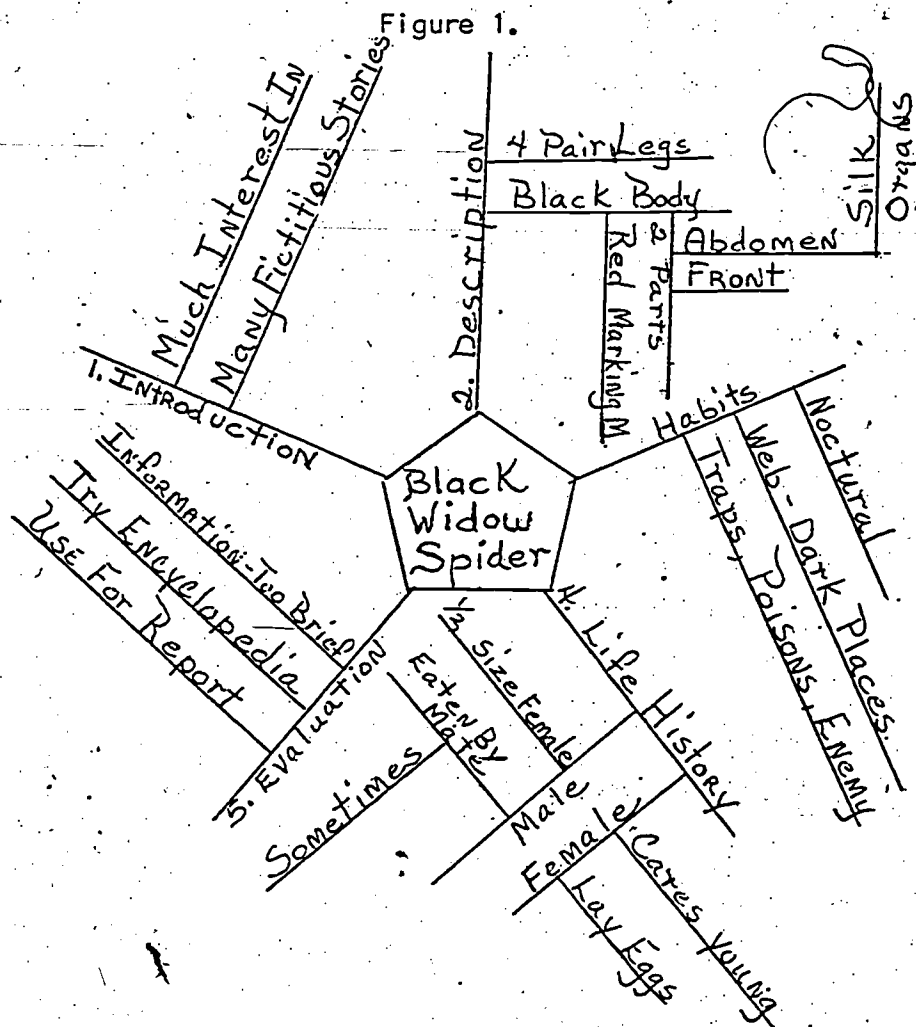 Figure 1.
Black
Widow
Spider
1. Introduction
Much Interest In
Many Fictitious Stories
2. Description
4 Pair Legs
Black Body
Red Marking M.
2 Parts
Abdomen
Front
Silk
Organs
Habits
Noctural
Web-Dark Places.
Traps, Poisons, Enemy
4. Life History
Male
1/3 Size Female
Eaten By
Mate
Sometimes
Female
Cares Young
Lay Eggs
5. Evaluation
Information-Two Brief
Try Encyclopedia
Use For Report